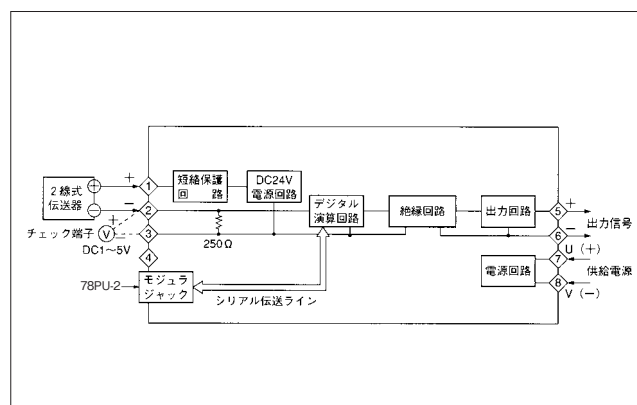 2線式
伝送器
+
−
+
−
1
2
3
4
短絡保護
回 路
DC24V
電源回路
250Ω
デジタル
演算回路
絶縁回路
出力回路
電源回路
5
6
7
8
+
出力信号
−
U(+)
供給電源
V(−)
+
V
−
チェック端子
DC1〜5V
78PU-2
モジュラ
ジャック
シリアル伝送ライン